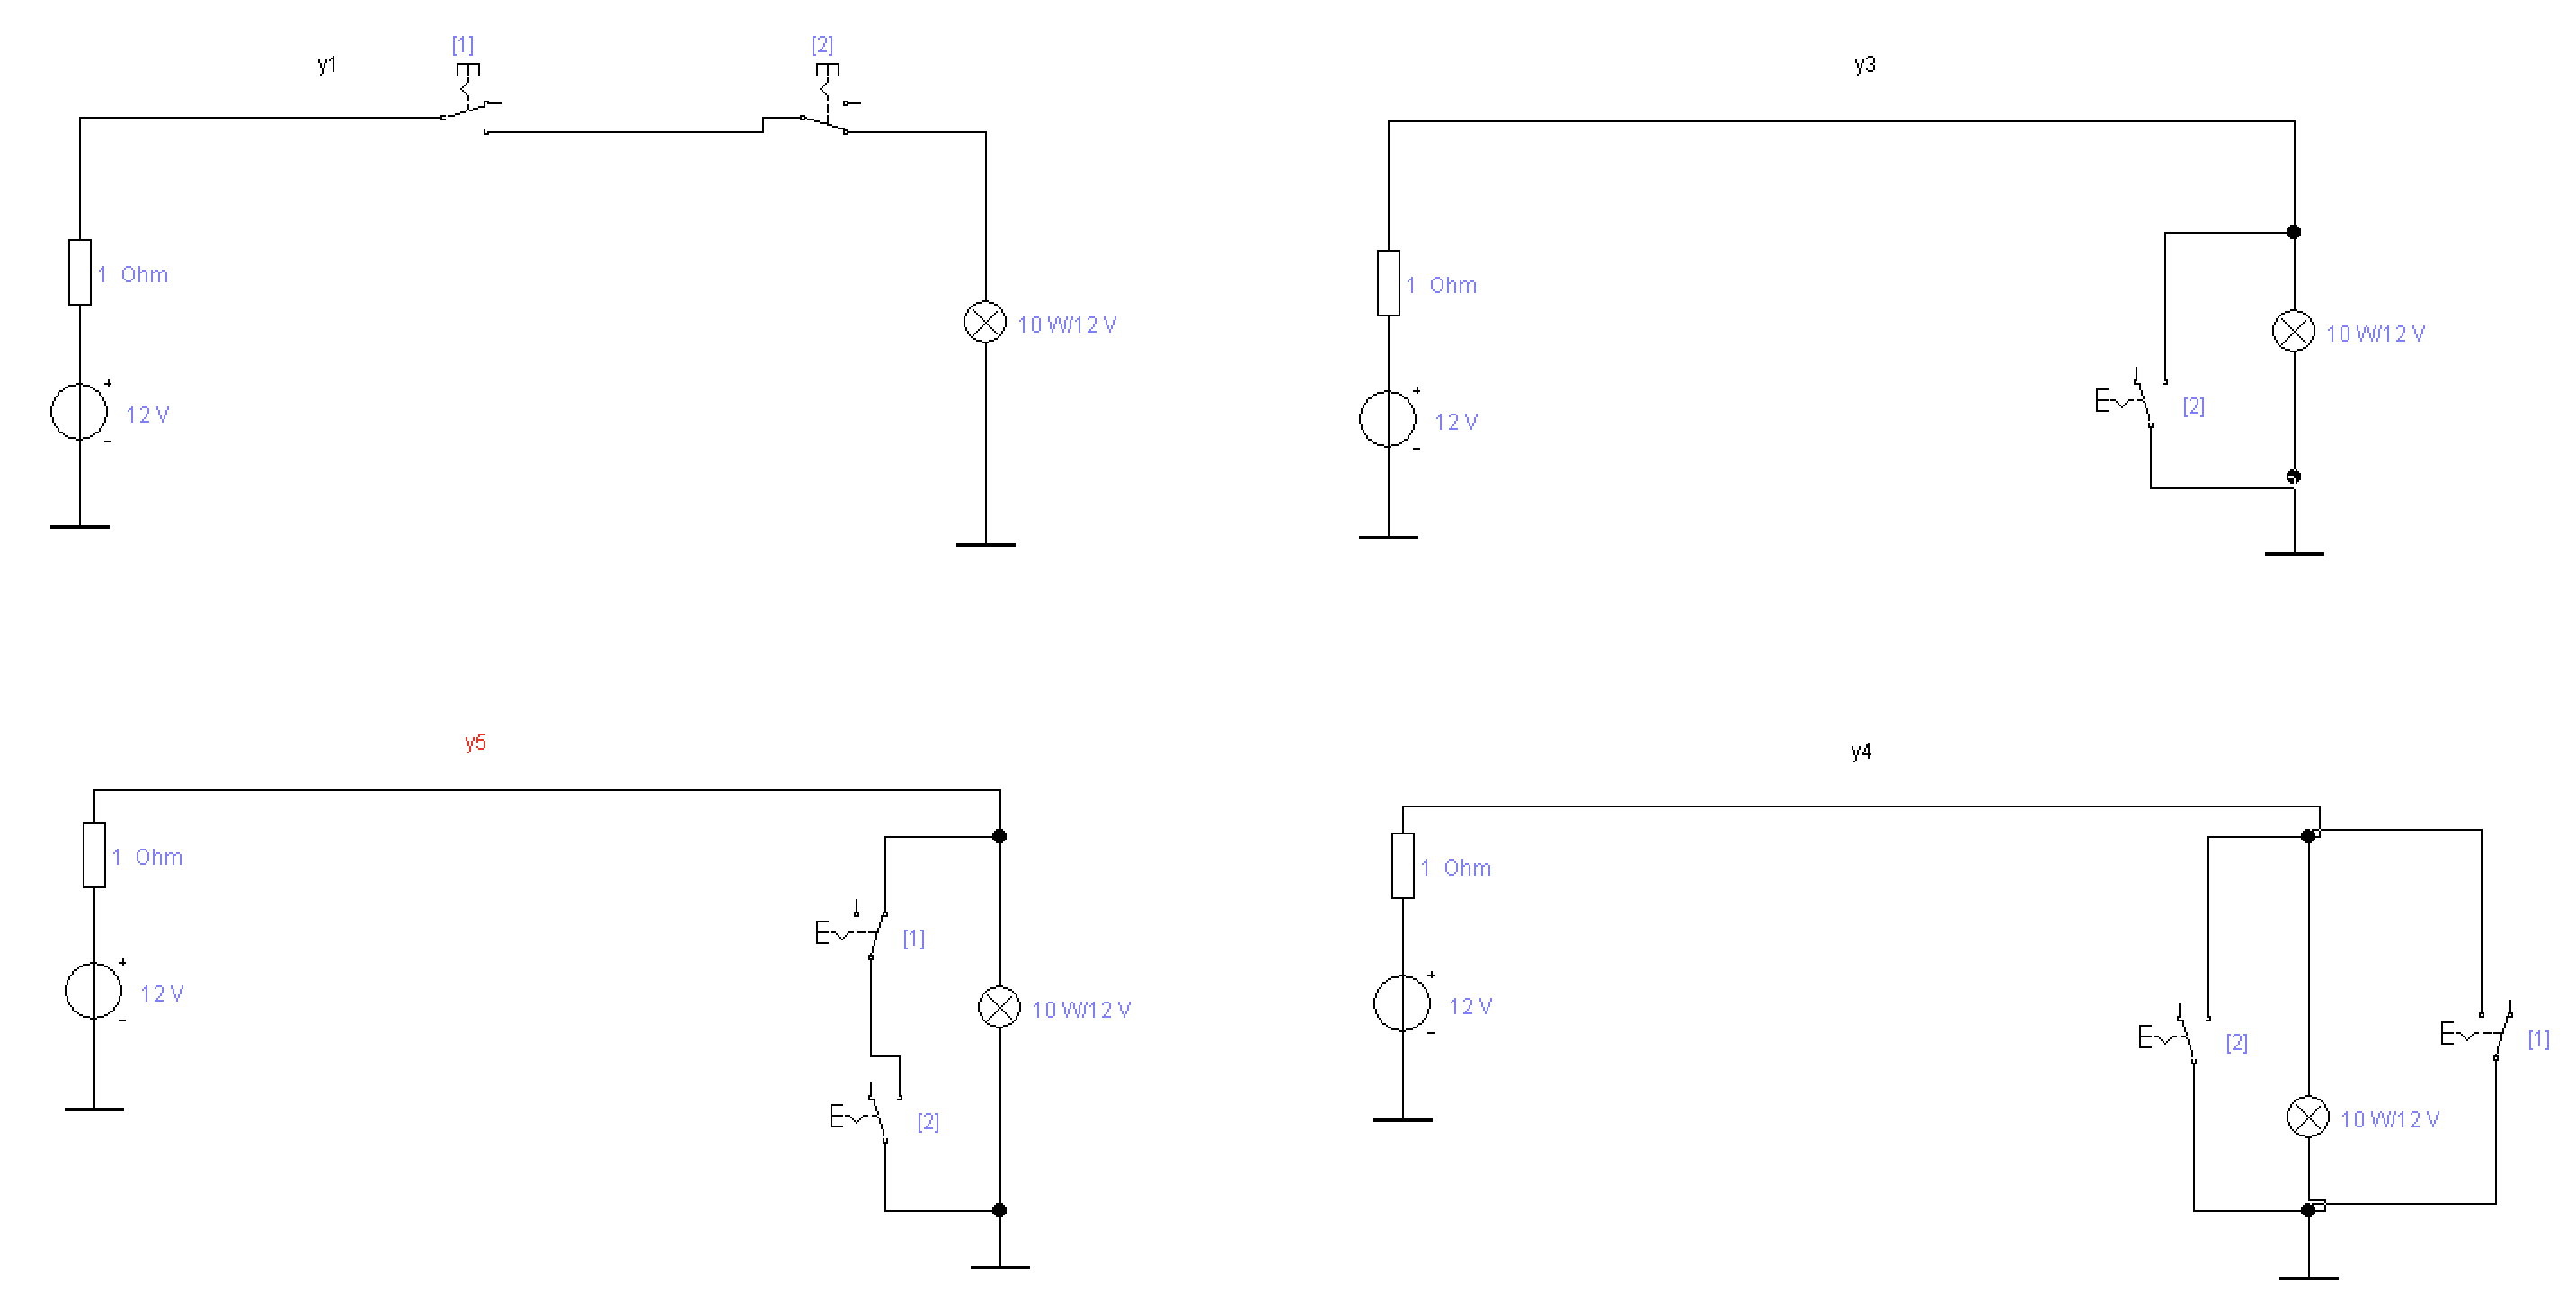 y1
[1]
[2]
1 Ohm
10 W/12 V
+
12 V
-
y3
1 Ohm
10 W/12 V
+
12 V
-
[2]
y5
1 Ohm
[1]
+
12 V
-
10 W/12 V
[2]
y4
1 Ohm
+
12 V
-
[2]
[1]
10 W/12 V